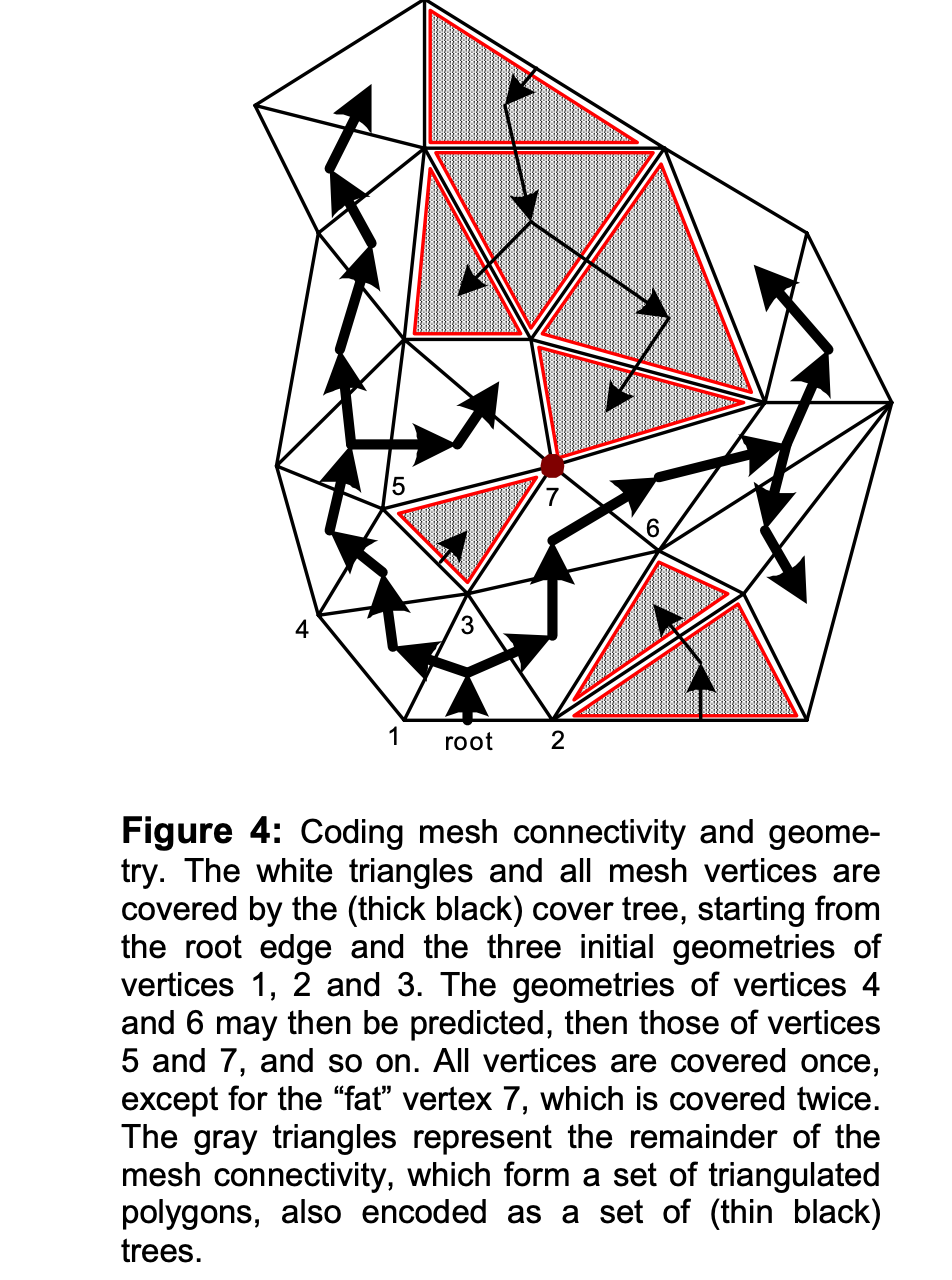 5
7
6
4
3
1
root
2
Figure 4: Coding mesh connectivity and geome-
try. The white triangles and all mesh vertices are
covered by the (thick black) cover tree, starting from
the root edge and the three initial geometries of
vertices 1, 2 and 3. The geometries of vertices 4
and 6 may then be predicted, then those of vertices
5 and 7, and so on. All vertices are covered once,
except for the “fat” vertex 7, which is covered twice.
The gray triangles represent the remainder of the
mesh connectivity, which form a set of triangulated
polygons, also encoded as a set of (thin black)
trees.